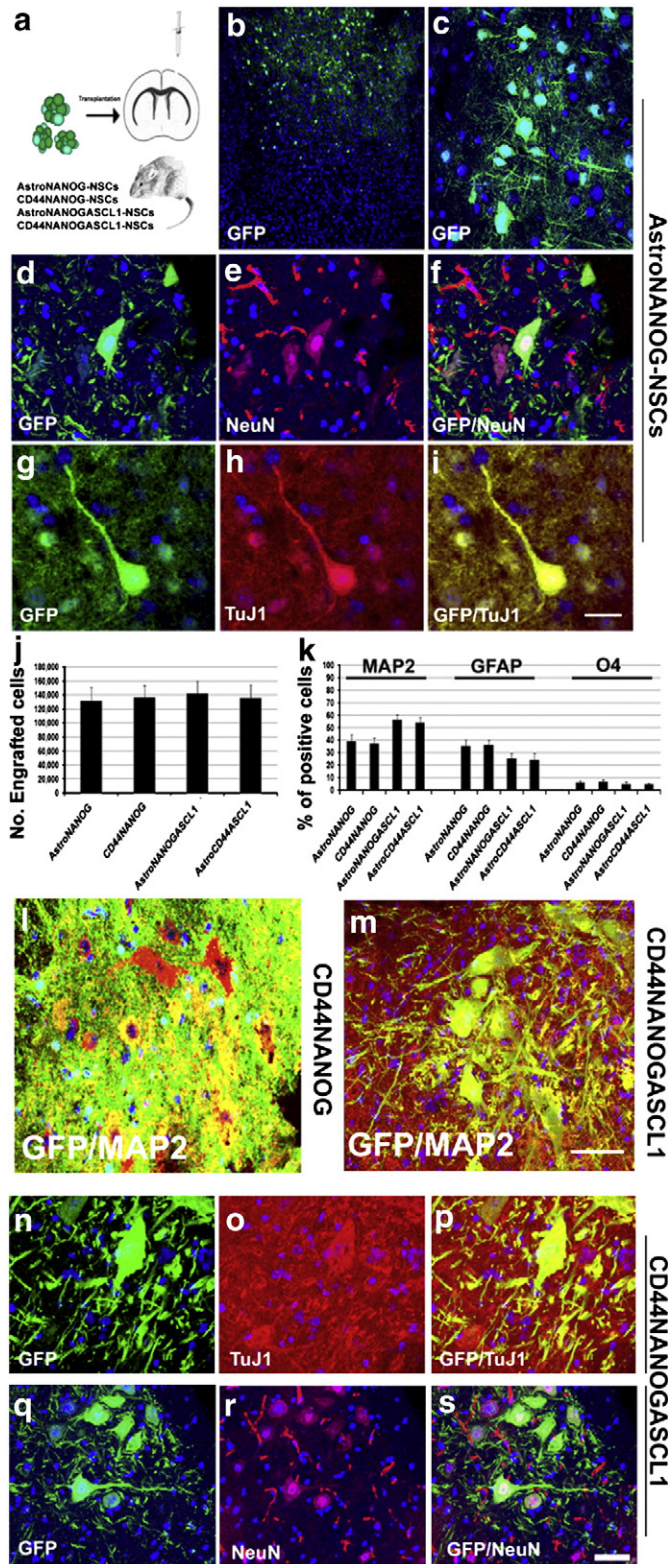 a
Transplantation
AstroNANOG-NSCs
CD44NANOG-NSCs
AstroNANOGASCL1-NSCs
CD44NANOGASCL1-NSCs
b
GFP
c
GFP
AstroNANOG-NSCs
d
GFP
e
NeuN
f
GFP/NeuN
g
GFP
h
TuJ1
i
GFP/TuJ1
j
No. Engrafted cells
180,000
160,000
140,000
120,000
100,000
80,000
60,000
40,000
20,000
0
AstroNANOG
CD44NANOG
AstroNANOGASCL1
AstroCD44ASCL1
k
% of positive cells
100
90
80
70
60
50
40
30
20
10
0
MAP2
GFAP
O4
AstroNANOG
CD44NANOG
AstroNANOGASCL1
AstroCD44ASCL1
AstroNANOG
CD44NANOG
AstroNANOGASCL1
AstroCD44ASCL1
AstroNANOG
CD44NANOG
AstroNANOGASCL1
AstroCD44ASCL1
l
GFP/MAP2
CD44NANOG
m
GFP/MAP2
CD44NANOGASCL1
n
GFP
o
TuJ1
p
GFP/TuJ1
q
GFP
r
NeuN
s
GFP/NeuN
CD44NANOGASCL1